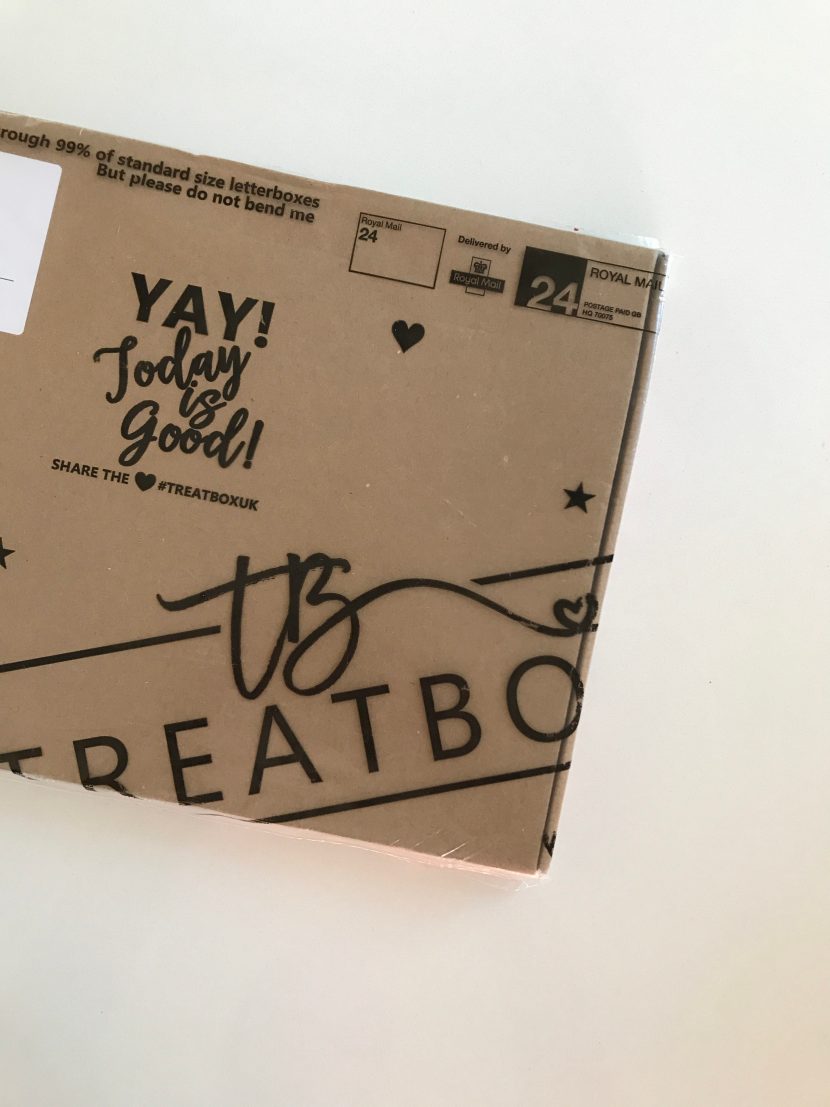 rough 99% of standard size letterboxes
But please do not bend me
Royal Mail
24
Delivered by
Royal Mail
24
ROYAL MAIL
POSTAGE PAID GB
HQ 70075
YAY!
Today
is
Good!
SHARE THE ♥ #TREATBOXUK
tB
TREATBO